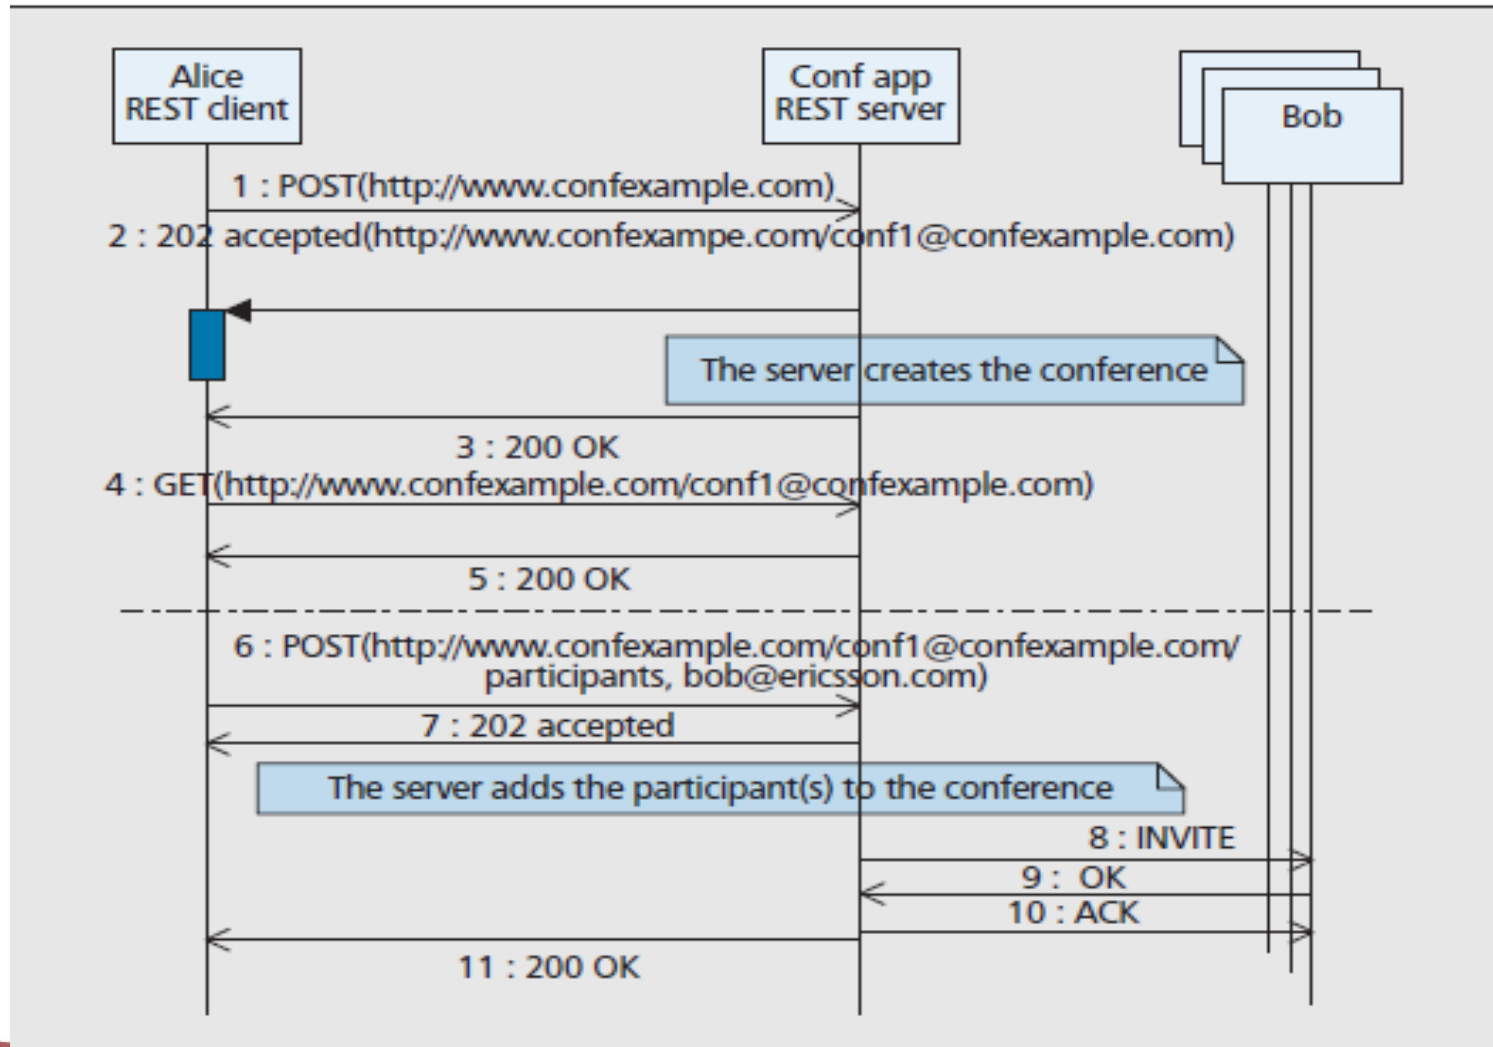 Alice
REST client
Conf app
REST server
Bob
1 : POST(http://www.confexample.com)
2 : 202 accepted(http://www.confexampe.com/conf1@confexample.com)
The server creates the conference
3 : 200 OK
4 : GET(http://www.confexample.com/conf1@confexample.com)
5 : 200 OK
6 : POST(http://www.confexample.com/conf1@confexample.com/
participants, bob@ericsson.com)
7 : 202 accepted
The server adds the participant(s) to the conference
8 : INVITE
9 : OK
10 : ACK
11 : 200 OK